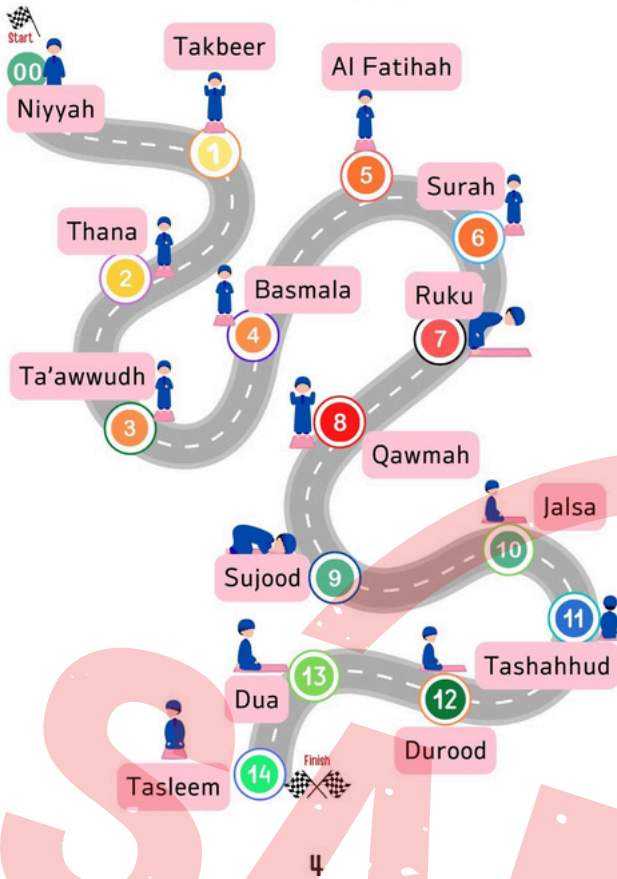 Start
00
Niyyah
Takbeer
1
Thana
2
Ta'awwudh
3
Basmala
4
Al Fatihah
5
Surah
6
Ruku
7
8
Qawmah
Sujood
9
Jalsa
10
11
Tashahhud
12
Durood
13
Dua
Tasleem
14
Finish
4